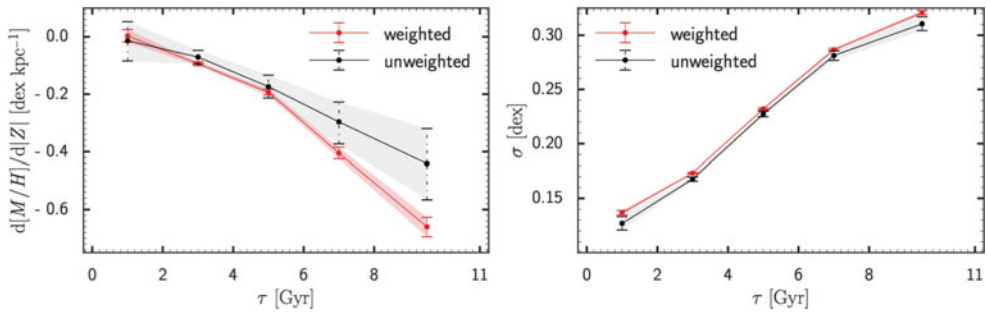 d[M/H]/d|Z| [dex kpc⁻¹]
0.0
- 0.2
- 0.4
- 0.6
weighted
unweighted
0 2 4 6 8 11
τ [Gyr]
σ [dex]
0.30
0.25
0.20
0.15
weighted
unweighted
0 2 4 6 8 11
τ [Gyr]